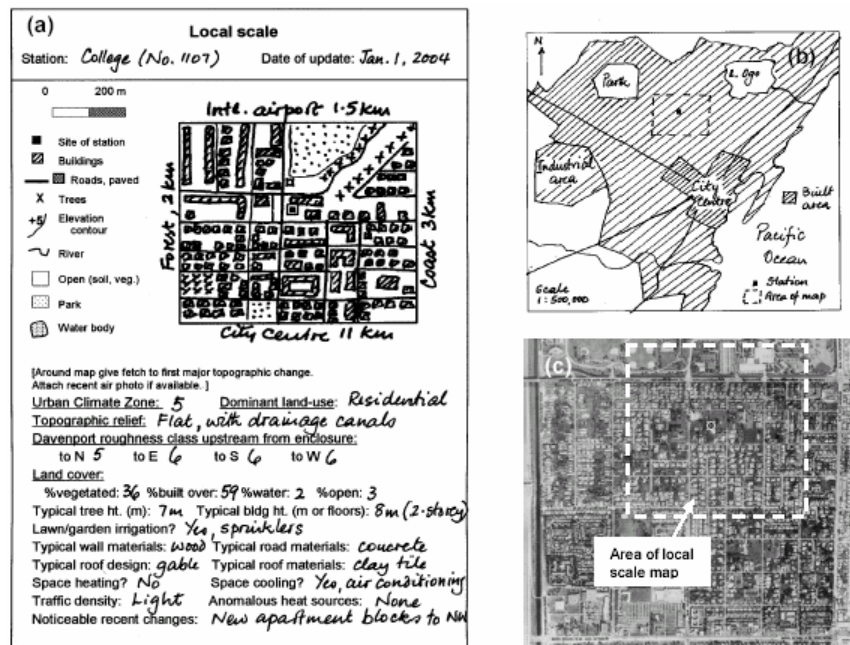 (a)
Local scale
Station: College (No. 1107) Date of update: Jan. 1, 2004
0 200 m
Site of station
Buildings
Roads, paved
X Trees
+5 Elevation
contour
River
Open (soil, veg.)
Park
Water body
Intl. airport 1.5 km
Forest, 2 km
Coast 3 km
City Centre 11 km
[Around map give fetch to first major topographic change.
Attach recent air photo if available. ]
Urban Climate Zone: 5 Dominant land-use: Residential
Topographic relief: Flat, with drainage canals
Davenport roughness class upstream from enclosure:
to N 5 to E 6 to S 6 to W 6
Land cover:
%vegetated: 36 %built over: 59 %water: 2 %open: 3
Typical tree ht. (m): 7m Typical bldg ht. (m or floors): 8m (2-storey)
Lawn/garden irrigation? Yes, sprinklers
Typical wall materials: wood Typical road materials: concrete
Typical roof design: gable Typical roof materials: clay tile
Space heating? No Space cooling? Yes, air conditioning
Traffic density: Light Anomalous heat sources: None
Noticeable recent changes: New apartment blocks to NW
N
(b)
Park
L. Ogo
Industrial
area
City
Centre
Built
area
Pacific
Ocean
Station
Area of map
Scale
1:500,000
(c)
Area of local
scale map